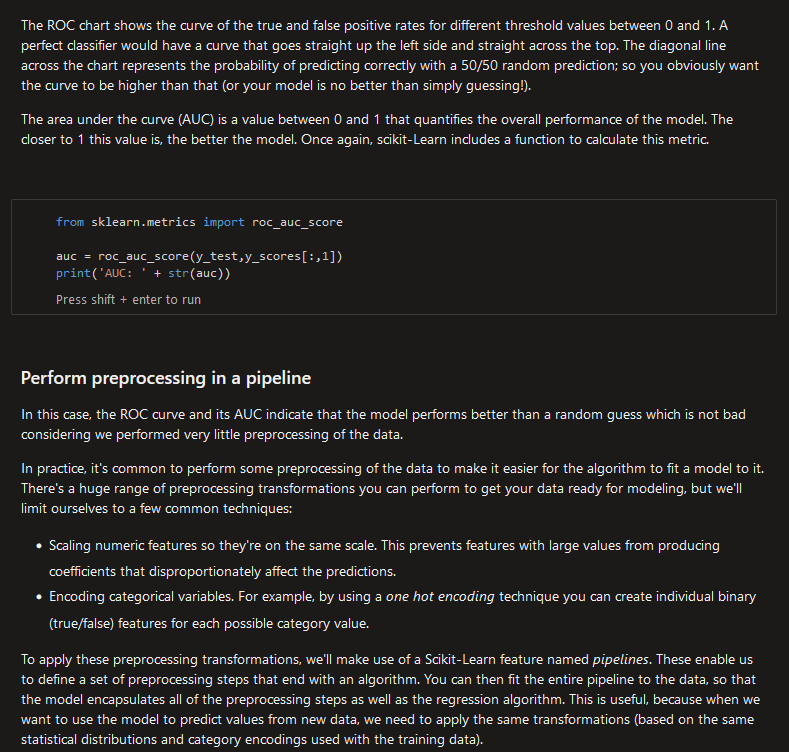 The ROC chart shows the curve of the true and false positive rates for different threshold values between 0 and 1. A
perfect classifier would have a curve that goes straight up the left side and straight across the top. The diagonal line
across the chart represents the probability of predicting correctly with a 50/50 random prediction; so you obviously want
the curve to be higher than that (or your model is no better than simply guessing!).
The area under the curve (AUC) is a value between 0 and 1 that quantifies the overall performance of the model. The
closer to 1 this value is, the better the model. Once again, scikit-Learn includes a function to calculate this metric.
from sklearn.metrics import roc_auc_score
auc = roc_auc_score(y_test,y_scores[:,1])
print('AUC: ' + str(auc))
Press shift + enter to run
Perform preprocessing in a pipeline
In this case, the ROC curve and its AUC indicate that the model performs better than a random guess which is not bad
considering we performed very little preprocessing of the data.
In practice, it's common to perform some preprocessing of the data to make it easier for the algorithm to fit a model to it.
There's a huge range of preprocessing transformations you can perform to get your data ready for modeling, but we'll
limit ourselves to a few common techniques:
• Scaling numeric features so they're on the same scale. This prevents features with large values from producing
coefficients that disproportionately affect the predictions.
• Encoding categorical variables. For example, by using a one hot encoding technique you can create individual binary
(true/false) features for each possible category value.
To apply these preprocessing transformations, we'll make use of a Scikit-Learn feature named pipelines. These enable us
to define a set of preprocessing steps that end with an algorithm. You can then fit the entire pipeline to the data, so that
the model encapsulates all of the preprocessing steps as well as the regression algorithm. This is useful, because when we
want to use the model to predict values from new data, we need to apply the same transformations (based on the same
statistical distributions and category encodings used with the training data).